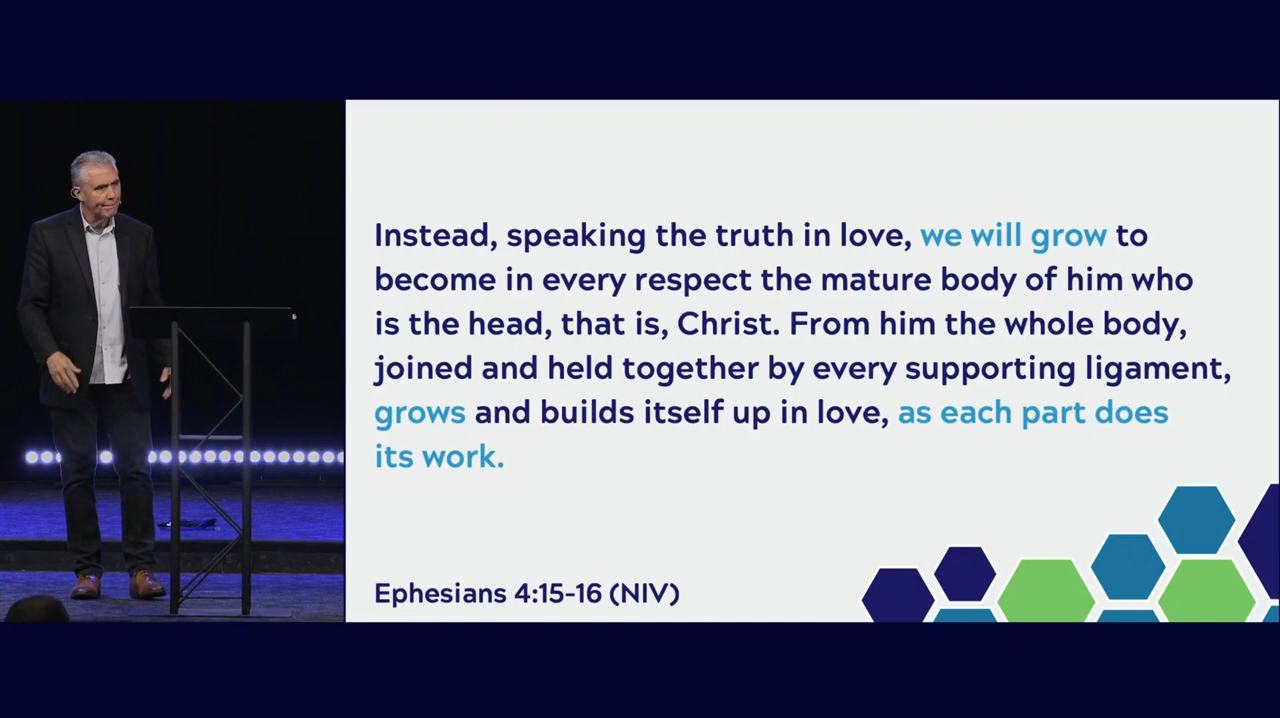 Instead, speaking the truth in love, we will grow to
become in every respect the mature body of him who
is the head, that is, Christ. From him the whole body,
joined and held together by every supporting ligament,
grows and builds itself up in love, as each part does
its work.
Ephesians 4:15-16 (NIV)